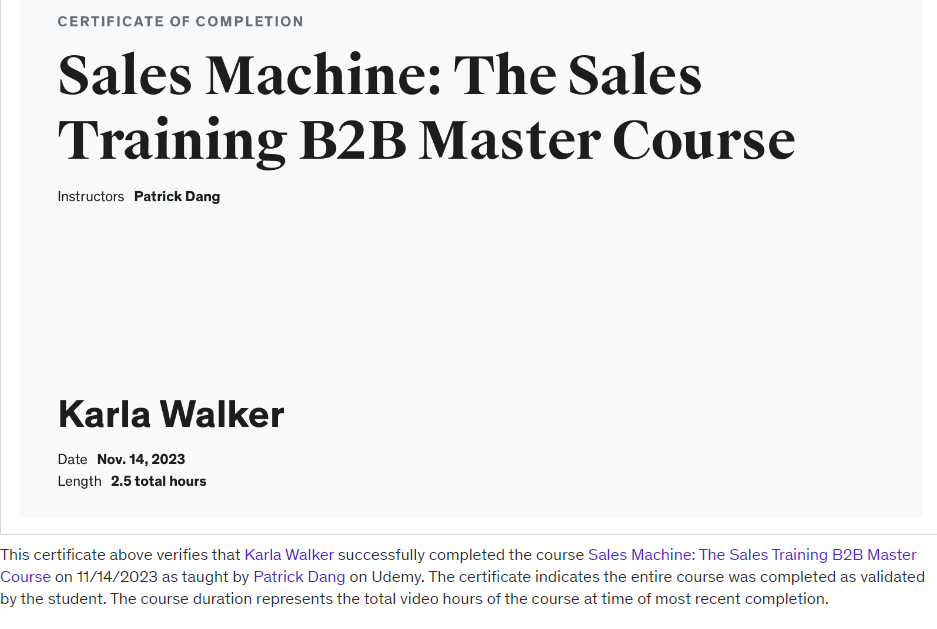 CERTIFICATE OF COMPLETION
Sales Machine: The Sales
Training B2B Master Course
Instructors Patrick Dang
Karla Walker
Date Nov. 14, 2023
Length 2.5 total hours
This certificate above verifies that Karla Walker successfully completed the course Sales Machine: The Sales Training B2B Master
Course on 11/14/2023 as taught by Patrick Dang on Udemy. The certificate indicates the entire course was completed as validated
by the student. The course duration represents the total video hours of the course at time of most recent completion.